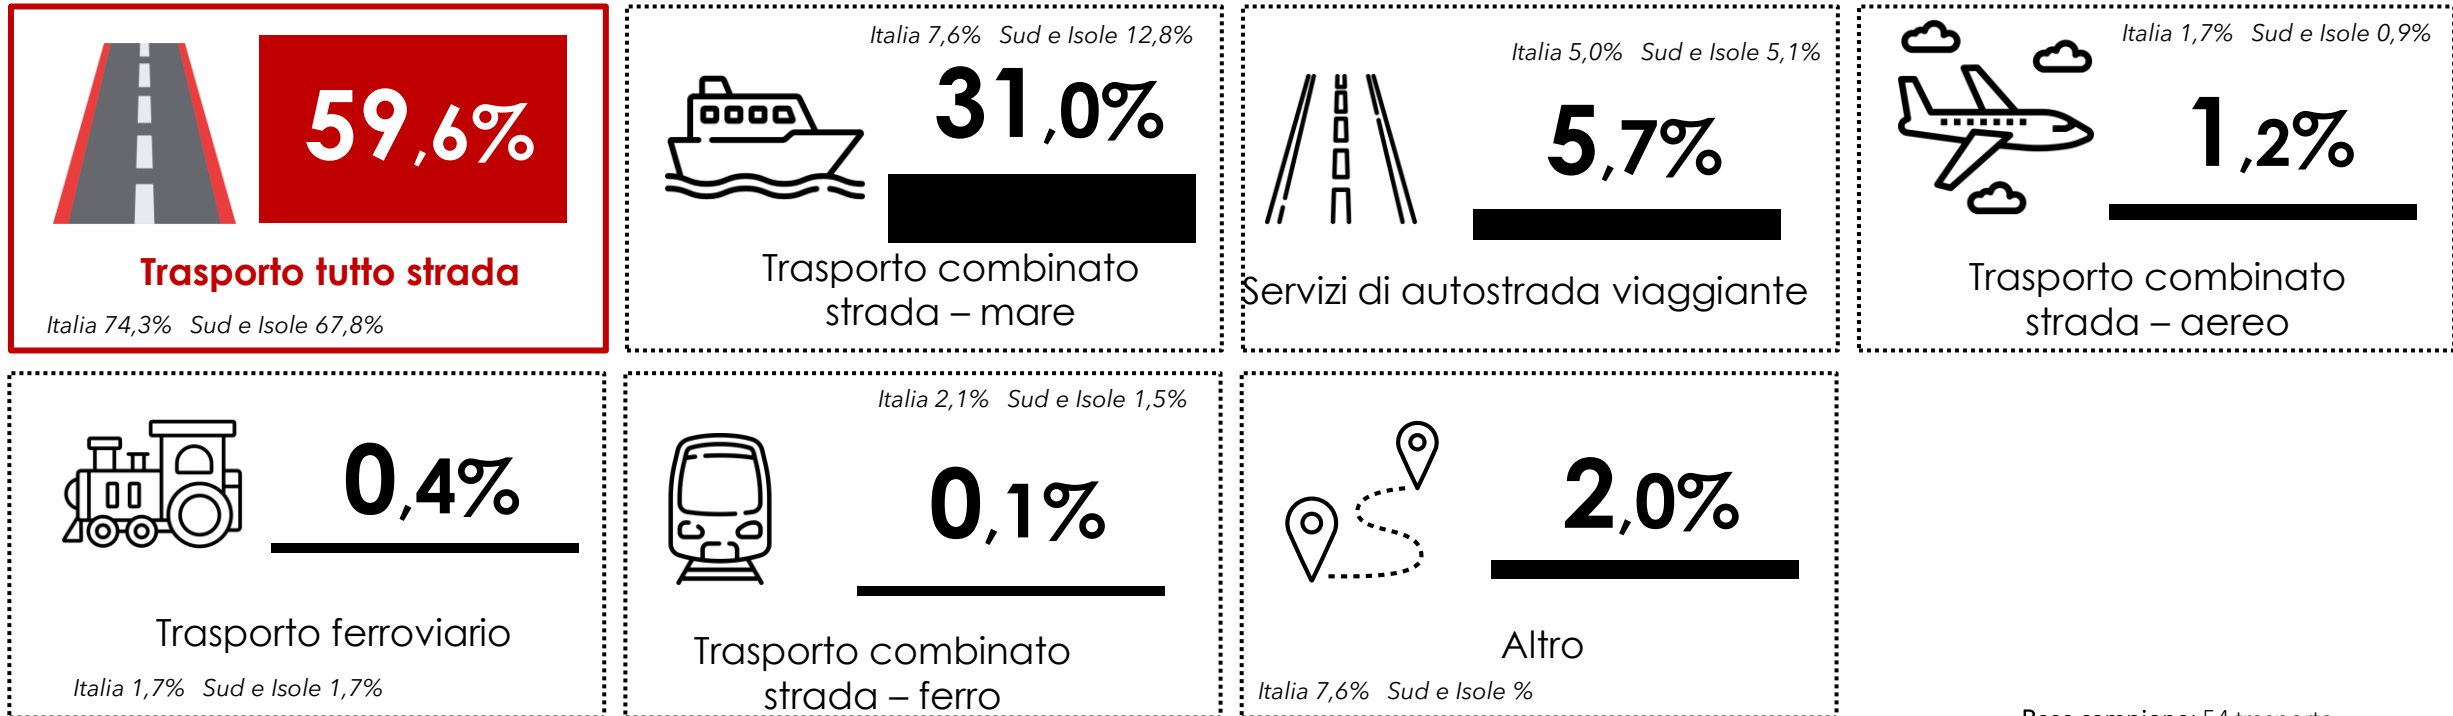 59,6%
Trasporto tutto strada
Italia 74,3% Sud e Isole 67,8%
Italia 7,6% Sud e Isole 12,8%
31,0%
Trasporto combinato
strada – mare
Italia 5,0% Sud e Isole 5,1%
5,7%
Servizi di autostrada viaggiante
Italia 1,7% Sud e Isole 0,9%
1,2%
Trasporto combinato
strada – aereo
0,4%
Trasporto ferroviario
Italia 1,7% Sud e Isole 1,7%
Italia 2,1% Sud e Isole 1,5%
0,1%
Trasporto combinato
strada – ferro
2,0%
Altro
Italia 7,6% Sud e Isole %